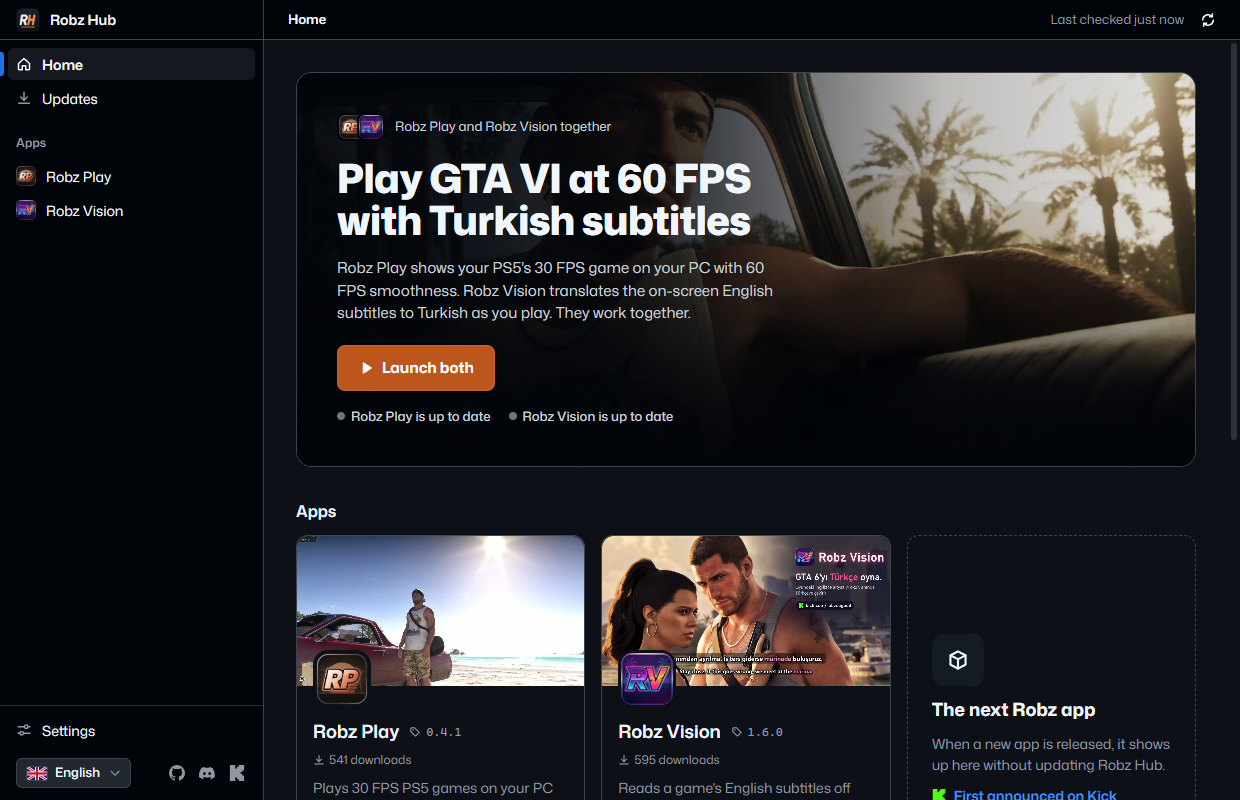 RH Robz Hub
Home
Last checked just now
Home
Updates
Apps
RP Robz Play
RV Robz Vision
RP RV Robz Play and Robz Vision together
Play GTA VI at 60 FPS
with Turkish subtitles
Robz Play shows your PS5's 30 FPS game on your PC with 60
FPS smoothness. Robz Vision translates the on-screen English
subtitles to Turkish as you play. They work together.
Launch both
Robz Play is up to date
Robz Vision is up to date
Apps
RV Robz Vision
GTA 6'yı Türkçe oyna.
RP
RV
Robz Play 0.4.1
541 downloads
Plays 30 FPS PS5 games on your PC
Robz Vision 1.6.0
595 downloads
Reads a game's English subtitles off
The next Robz app
When a new app is released, it shows
up here without updating Robz Hub.
First announced on Kick
Settings
English